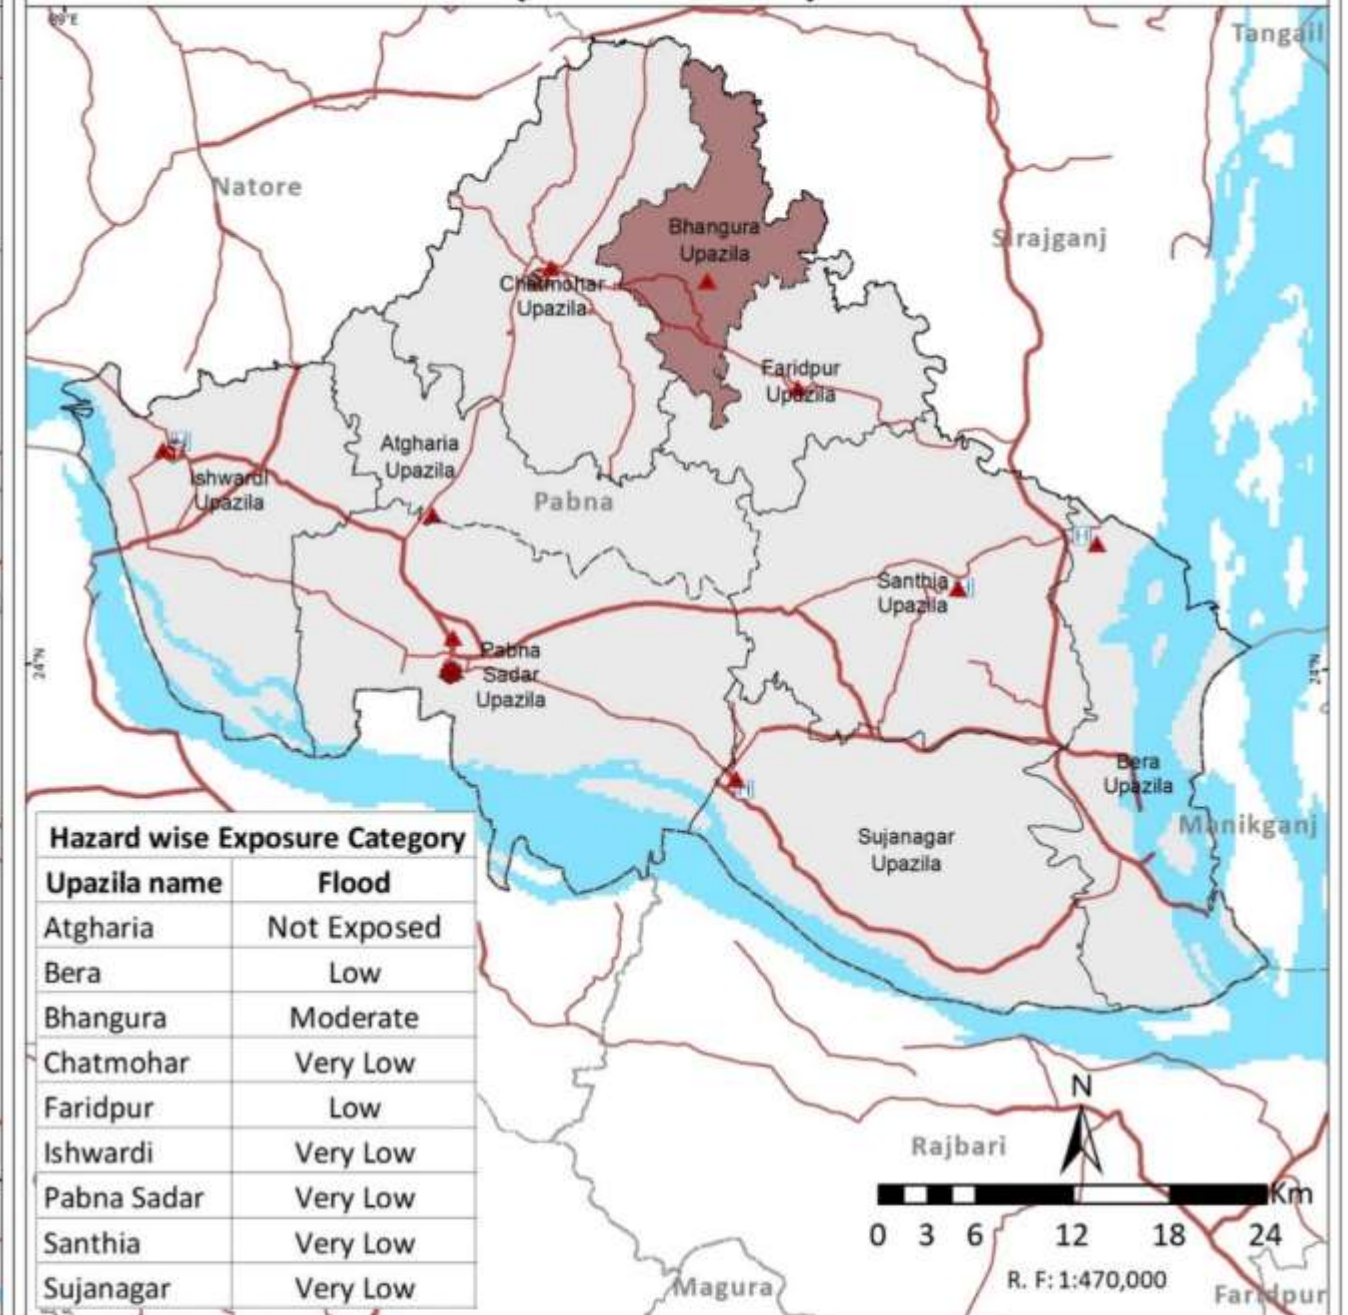 89°E
Tangail
Natore
Bhangura
Upazila
Sirajganj
Chatmohar
Upazila
Faridpur
Upazila
Atgharia
Upazila
Ishwardi
Upazila
Pabna
H
Santhia
Upazila
24°N
24°N
Pabna
Sadar
Upazila
Bera
Upazila
Manikganj
Sujanagar
Upazila
Hazard wise Exposure Category
Upazila name Flood
Atgharia Not Exposed
Bera Low
Bhangura Moderate
Chatmohar Very Low
Faridpur Low
Ishwardi Very Low
Pabna Sadar Very Low
Santhia Very Low
Sujanagar Very Low
N
Rajbari
Km
0 3 6 12 18 24
R. F: 1:470,000
Magura
Faridpur